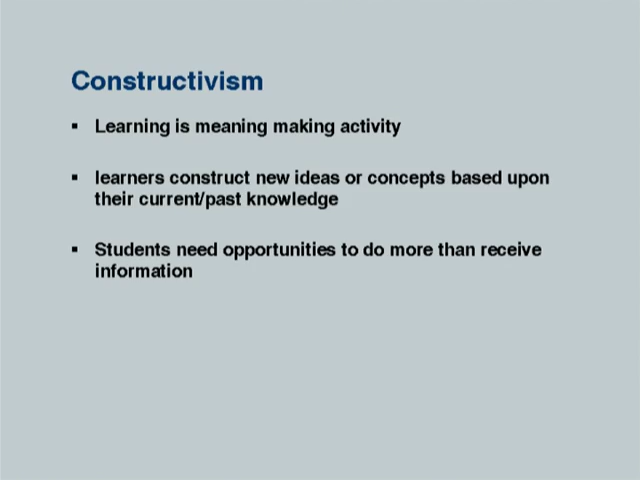 Constructivism
▪ Learning is meaning making activity
▪ learners construct new ideas or concepts based upon
their current/past knowledge
▪ Students need opportunities to do more than receive
information